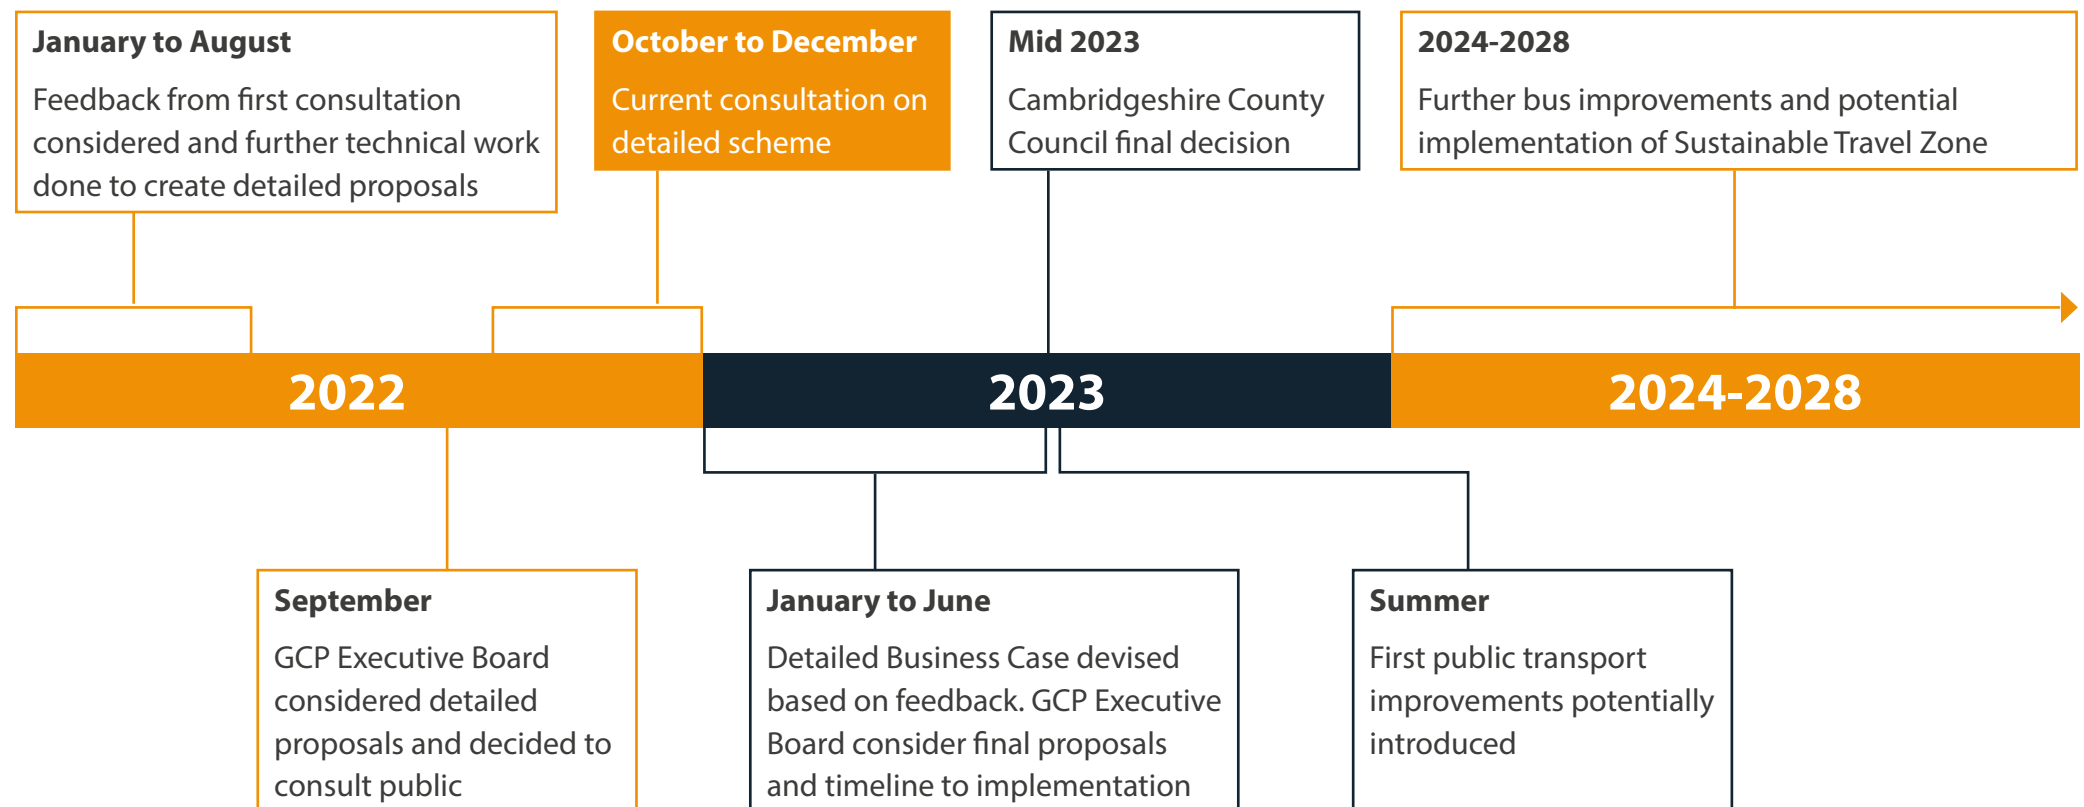 January to August
Feedback from first consultation
considered and further technical work
done to create detailed proposals
October to December
Current consultation on
detailed scheme
Mid 2023
Cambridgeshire County
Council final decision
2024-2028
Further bus improvements and potential
implementation of Sustainable Travel Zone
2022
2023
2024-2028
September
GCP Executive Board
considered detailed
proposals and decided to
consult public
January to June
Detailed Business Case devised
based on feedback. GCP Executive
Board consider final proposals
and timeline to implementation
Summer
First public transport
improvements potentially
introduced